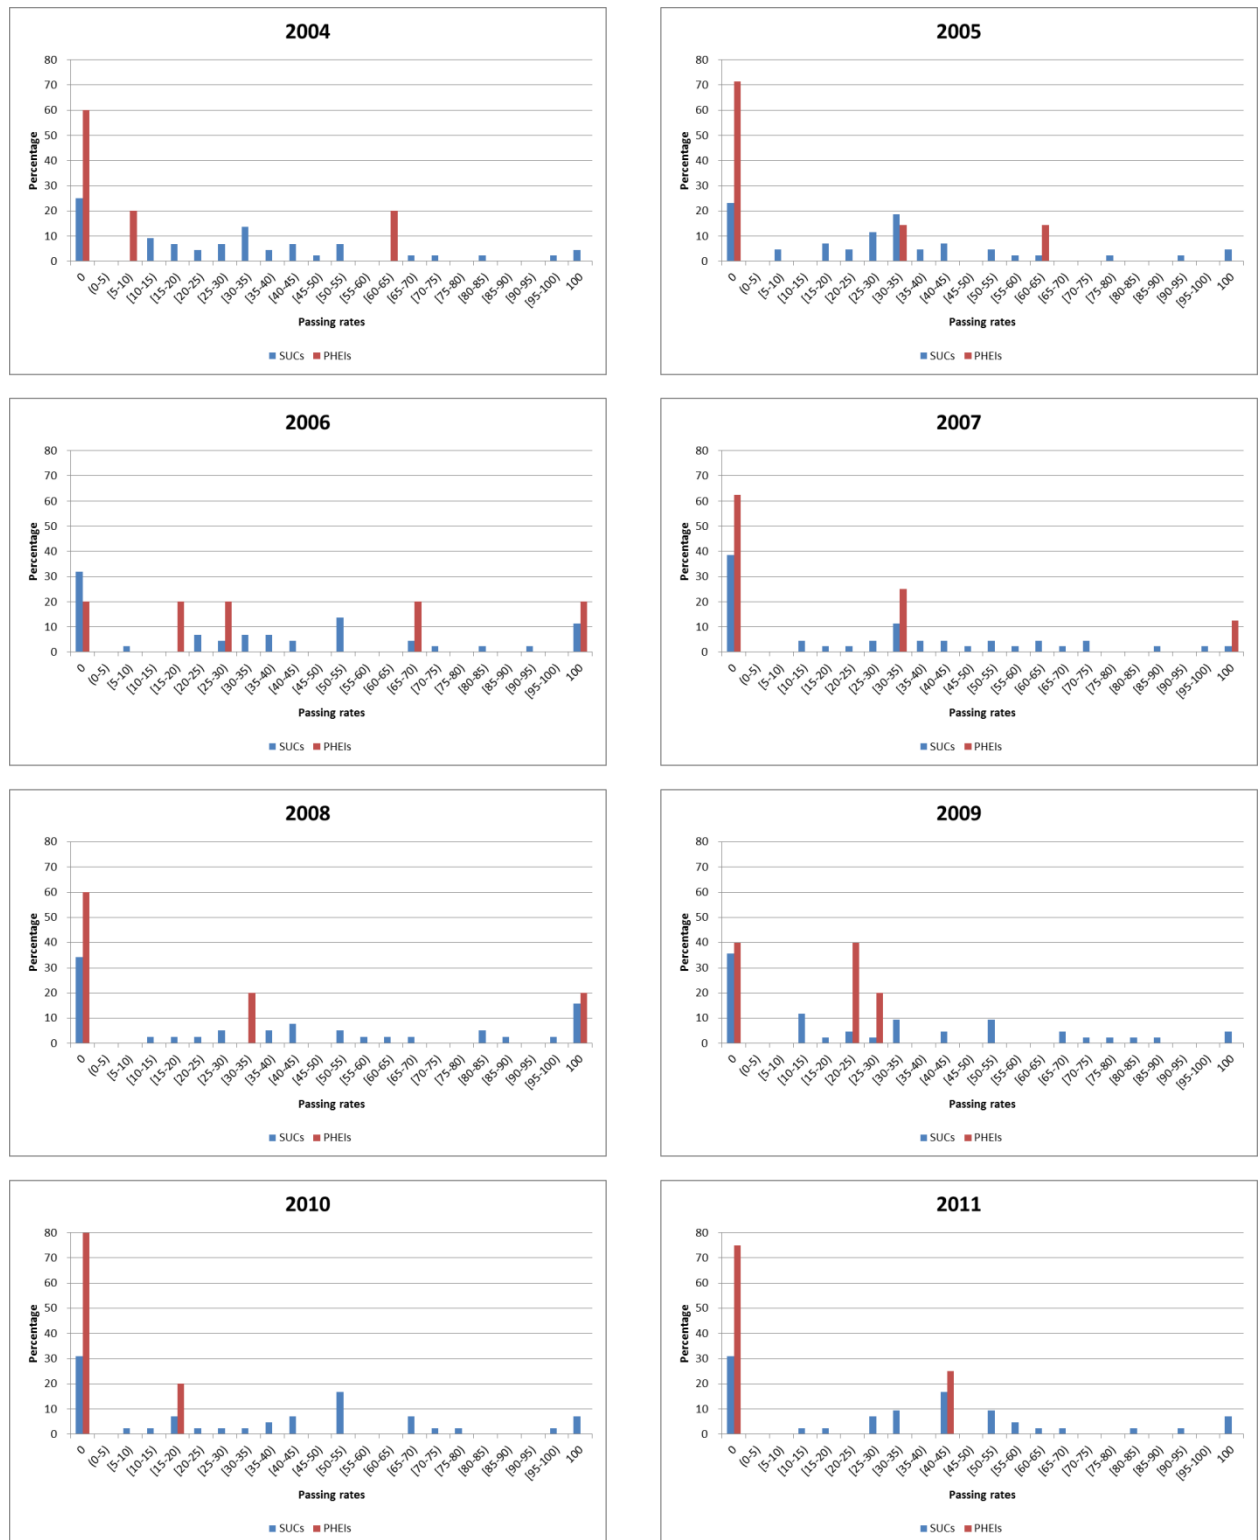 2004
80
70
60
50
40
30
20
10
0
Percentage
0 (0-5) [5-10) [10-15) [15-20) [20-25) [25-30) [30-35) [35-40) [40-45) [45-50) [50-55) [55-60) [60-65) [65-70) [70-75) [75-80) [80-85) [85-90) [90-95) [95-100) 100
Passing rates
SUCs PHEIs
2005
80
70
60
50
40
30
20
10
0
Percentage
0 (0-5) [5-10) [10-15) [15-20) [20-25) [25-30) [30-35) [35-40) [40-45) [45-50) [50-55) [55-60) [60-65) [65-70) [70-75) [75-80) [80-85) [85-90) [90-95) [95-100) 100
Passing rates
SUCs PHEIs
2006
80
70
60
50
40
30
20
10
0
Percentage
0 (0-5) [5-10) [10-15) [15-20) [20-25) [25-30) [30-35) [35-40) [40-45) [45-50) [50-55) [55-60) [60-65) [65-70) [70-75) [75-80) [80-85) [85-90) [90-95) [95-100) 100
Passing rates
SUCs PHEIs
2007
80
70
60
50
40
30
20
10
0
Percentage
0 (0-5) [5-10) [10-15) [15-20) [20-25) [25-30) [30-35) [35-40) [40-45) [45-50) [50-55) [55-60) [60-65) [65-70) [70-75) [75-80) [80-85) [85-90) [90-95) [95-100) 100
Passing rates
SUCs PHEIs
2008
80
70
60
50
40
30
20
10
0
Percentage
0 (0-5) [5-10) [10-15) [15-20) [20-25) [25-30) [30-35) [35-40) [40-45) [45-50) [50-55) [55-60) [60-65) [65-70) [70-75) [75-80) [80-85) [85-90) [90-95) [95-100) 100
Passing rates
SUCs PHEIs
2009
80
70
60
50
40
30
20
10
0
Percentage
0 (0-5) [5-10) [10-15) [15-20) [20-25) [25-30) [30-35) [35-40) [40-45) [45-50) [50-55) [55-60) [60-65) [65-70) [70-75) [75-80) [80-85) [85-90) [90-95) [95-100) 100
Passing rates
SUCs PHEIs
2010
80
70
60
50
40
30
20
10
0
Percentage
0 (0-5) [5-10) [10-15) [15-20) [20-25) [25-30) [30-35) [35-40) [40-45) [45-50) [50-55) [55-60) [60-65) [65-70) [70-75) [75-80) [80-85) [85-90) [90-95) [95-100) 100
Passing rates
SUCs PHEIs
2011
80
70
60
50
40
30
20
10
0
Percentage
0 (0-5) [5-10) [10-15) [15-20) [20-25) [25-30) [30-35) [35-40) [40-45) [45-50) [50-55) [55-60) [60-65) [65-70) [70-75) [75-80) [80-85) [85-90) [90-95) [95-100) 100
Passing rates
SUCs PHEIs